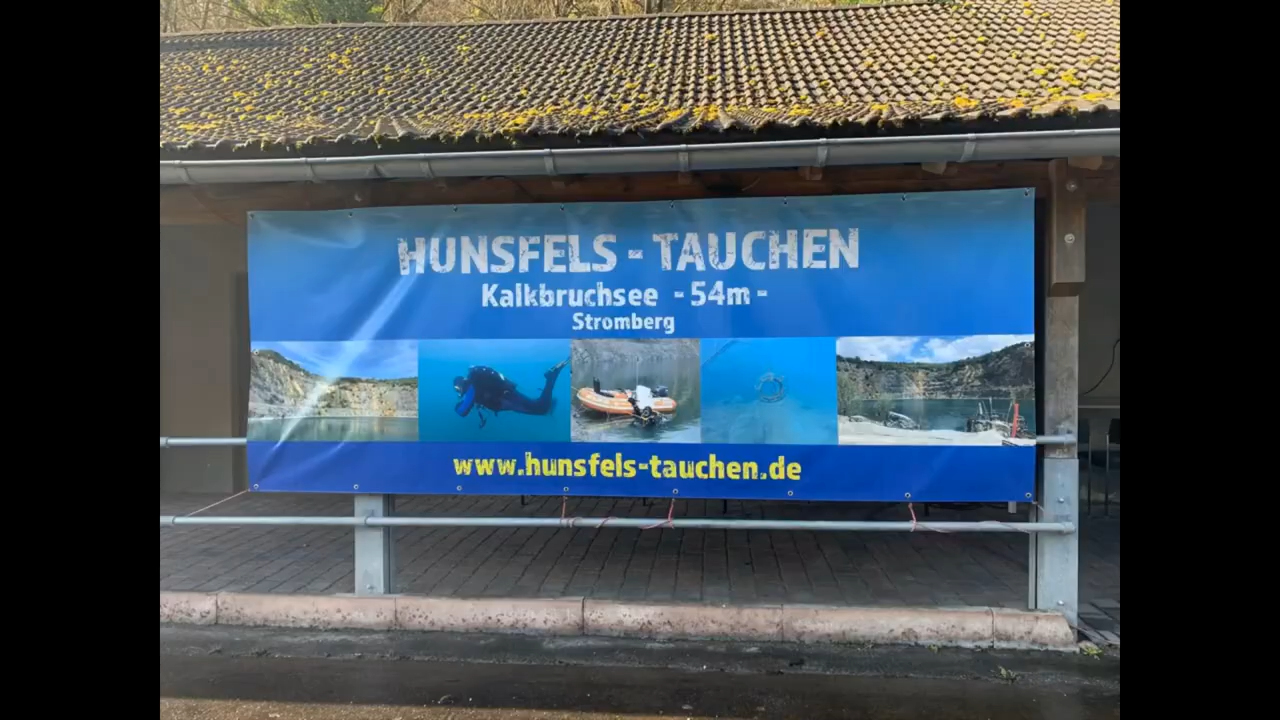 HUNSFELS - TAUCHEN
Kalkbruchsee - 54m -
Stromberg
www.hunsfels-tauchen.de